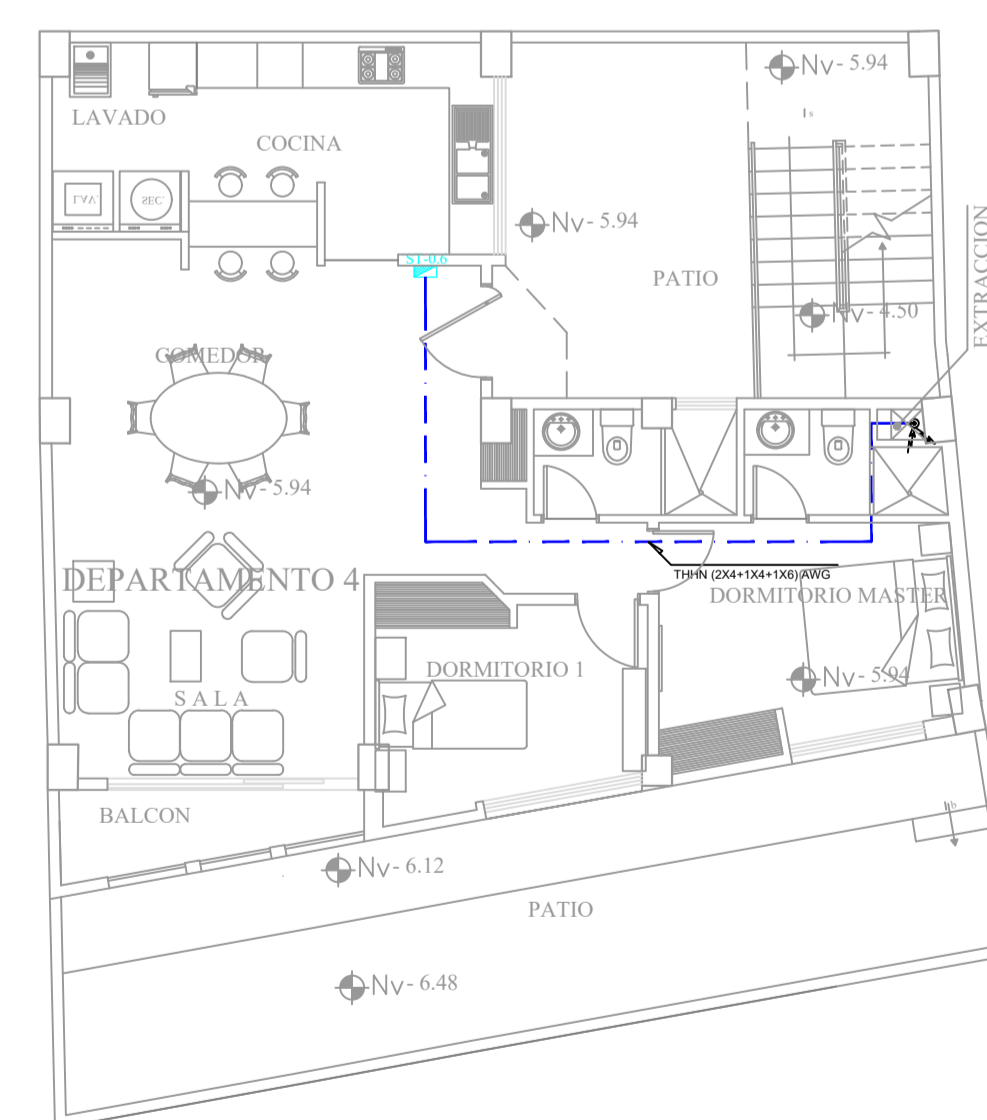 Nv- 5.94
LAVADO
COCINA
s
LAV.
SEC.
Nv- 5.94
EXTRACCION
ST-0.6
PATIO
Nv- 4.50
COMEDOR
Nv- 5.94
THHN (2X4+1X4+1X6) AWG
DEPARTAMENTO 4
DORMITORIO MASTER
DORMITORIO 1
Nv- 5.94
SALA
BALCON
b
Nv- 6.12
PATIO
Nv- 6.48